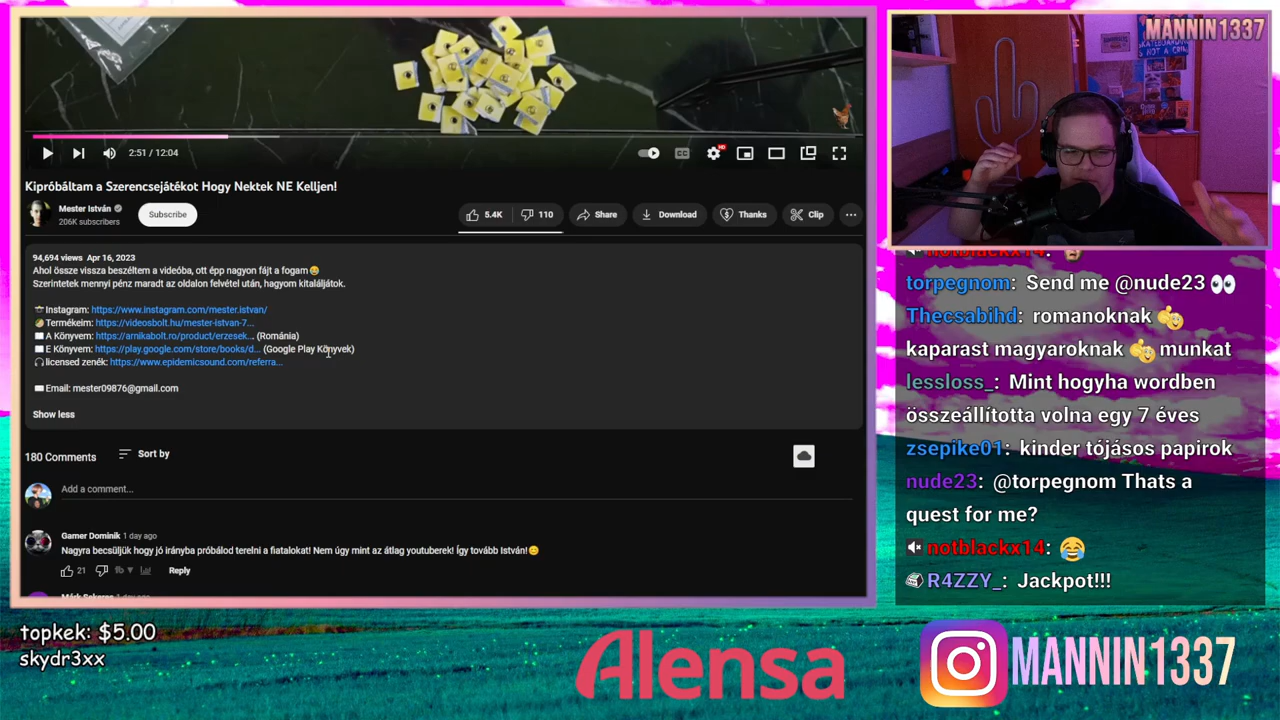 2:51 / 12:04
HD
Kipróbáltam a Szerencsejátékot Hogy Nektek NE Kelljen!
Mester István
206K subscribers
Subscribe
5.4K
110
Share
Download
Thanks
Clip
94,694 views Apr 16, 2023
Ahol össze vissza beszéltem a videóba, ott épp nagyon fájt a fogam😅
Szerintetek mennyi pénz maradt az oldalon felvétel után, hagyom kitaláljátok.
Instagram: https://www.instagram.com/mester.istvan/
Termékeim: https://videosbolt.hu/mester-istvan-7...
A Könyvem: https://arnikabolt.ro/product/erzesek... (Románia)
E Könyvem: https://play.google.com/store/books/d... (Google Play Könyvek)
licensed zenék: https://www.epidemicsound.com/referra...
Email: mester09876@gmail.com
Show less
180 Comments
Sort by
Add a comment...
Gamer Dominik 1 day ago
Nagyra becsüljük hogy jó irányba próbálod terelni a fiatalokat! Nem úgy mint az átlag youtuberek! Így tovább István!😊
21
Reply
MANNIN1337
notblackx14:
torpegnom: Send me @nude23 👀
Thecsabihd: romanoknak
kaparast magyaroknak munkat
lessloss_: Mint hogyha wordben
összeállította volna egy 7 éves
zsepike01: kinder tójásos papirok
nude23: @torpegnom Thats a
quest for me?
notblackx14: 😂
R4ZZY_: Jackpot!!!
topkek: $5.00
skydr3xx
Alensa
MANNIN1337